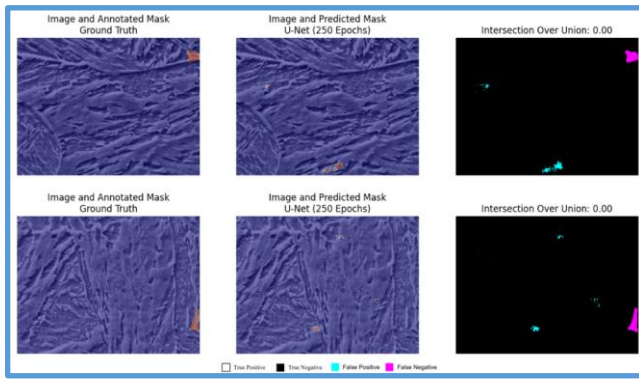 Image and Annotated Mask
Ground Truth
Image and Predicted Mask
U-Net (250 Epochs)
Intersection Over Union: 0.00
Image and Annotated Mask
Ground Truth
Image and Predicted Mask
U-Net (250 Epochs)
Intersection Over Union: 0.00
True Positive
True Negative
False Positive
False Negative